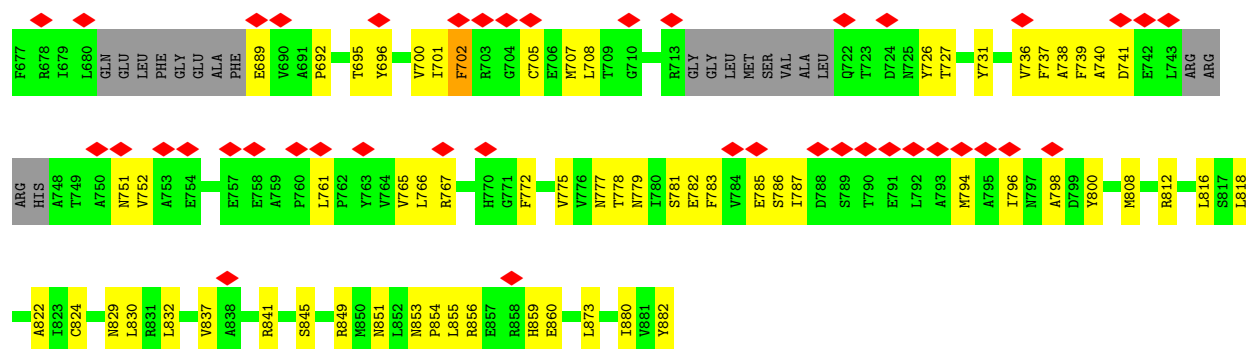 F677 R678 I679 L680 GLN GLU LEU PHE GLY GLU ALA PHE E689 V690 A691 P692 T695 Y696 V700 I701 F702 R703 G704 C705 E706 M707 L708 T709 G710 R713 GLY GLY LEU MET SER VAL ALA LEU Q722 T723 D724 N725 Y726 T727 Y731 V736 F737 A738 F739 A740 D741 E742 L743 ARG ARG
ARG HIS A748 T749 A750 N751 V752 A753 E754 E757 E758 A759 P760 L761 P762 Y763 V764 V765 L766 R767 H770 G771 F772 V775 V776 N777 T778 N779 I780 S781 E782 F783 V784 E785 S786 I787 D788 S789 T790 E791 L792 A793 M794 A795 I796 N797 A798 D799 Y800 M808 R812 L816 S817 L818
A822 I823 C824 N829 L830 R831 L832 V837 A838 R841 S845 R849 M850 N851 L852 N853 P854 L855 R856 E857 R858 H859 E860 L873 I880 V881 Y882